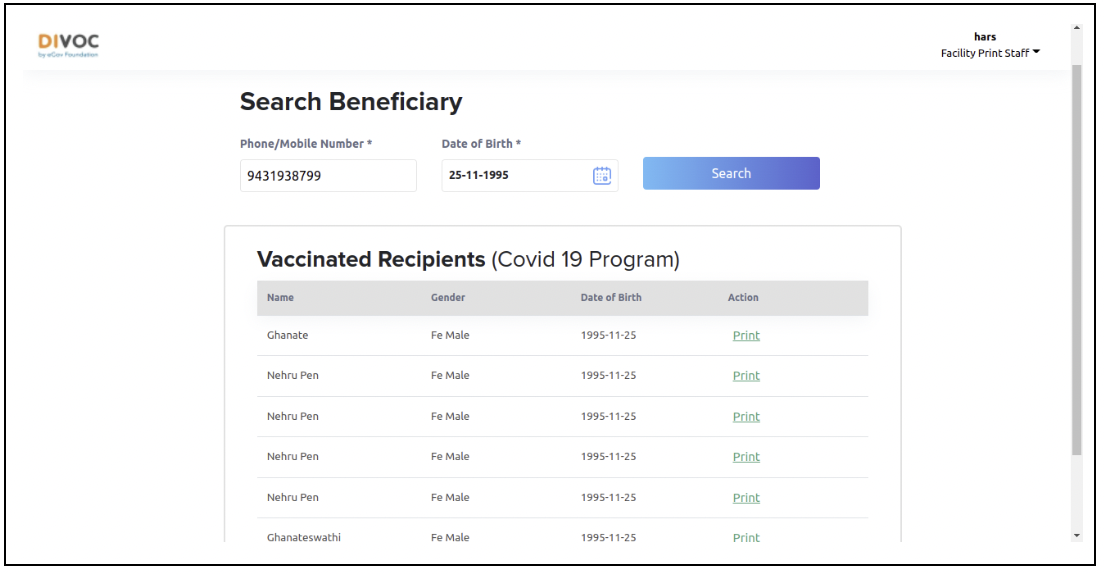 DIVOC
by eGov Foundation
hars
Facility Print Staff
Search Beneficiary
Phone/Mobile Number * Date of Birth *
9431938799 25-11-1995 Search
Vaccinated Recipients (Covid 19 Program)
Name Gender Date of Birth Action
Ghanate Fe Male 1995-11-25 Print
Nehru Pen Fe Male 1995-11-25 Print
Nehru Pen Fe Male 1995-11-25 Print
Nehru Pen Fe Male 1995-11-25 Print
Nehru Pen Fe Male 1995-11-25 Print
Ghanateswathi Fe Male 1995-11-25 Print